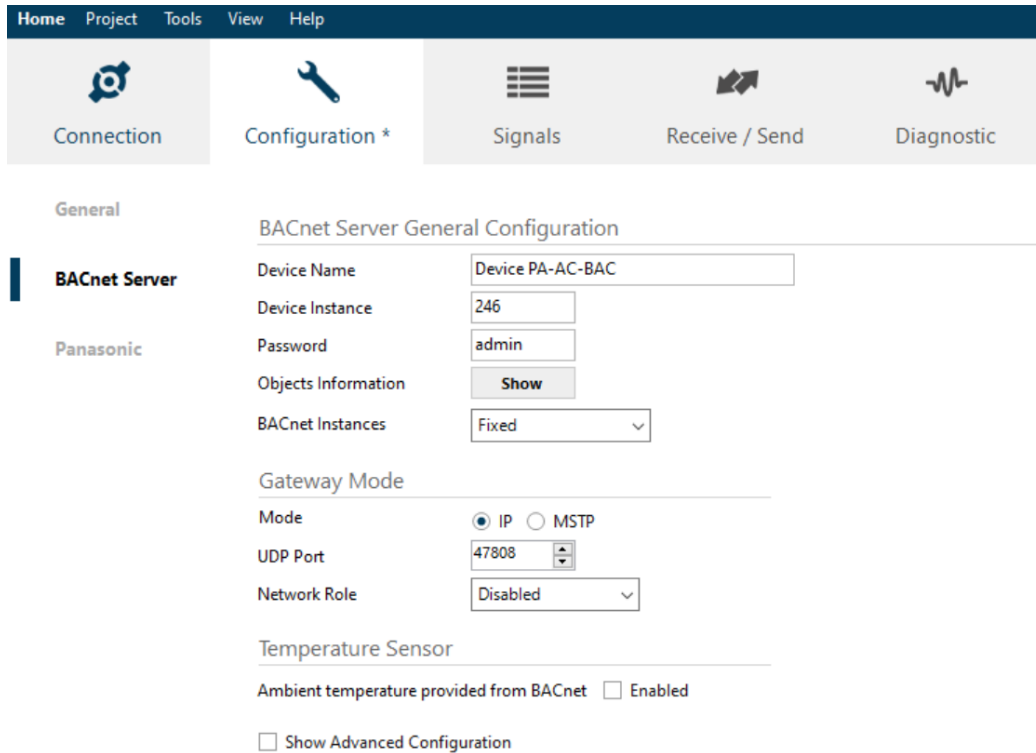 Home Project Tools View Help
Connection Configuration * Signals Receive / Send Diagnostic
General
BACnet Server
Panasonic
BACnet Server General Configuration
Device Name Device PA-AC-BAC
Device Instance 246
Password admin
Objects Information Show
BACnet Instances Fixed
Gateway Mode
Mode IP MSTP
UDP Port 47808
Network Role Disabled
Temperature Sensor
Ambient temperature provided from BACnet Enabled
Show Advanced Configuration